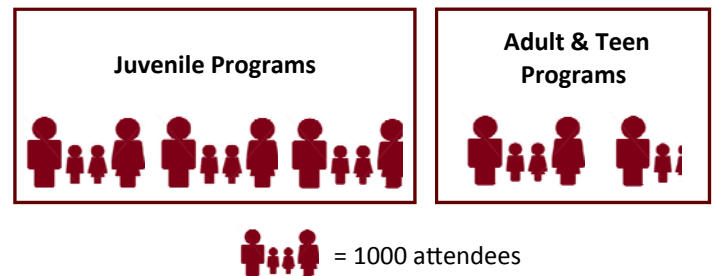 Juvenile Programs
Adult & Teen
Programs
= 1000 attendees